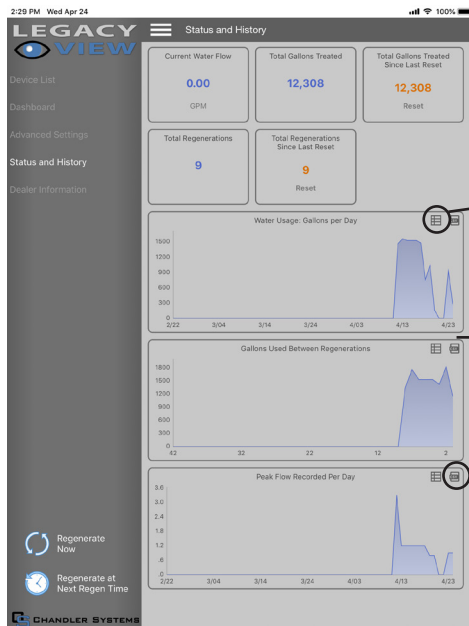 2:29 PM Wed Apr 24
100%
LEGACY
VIEW
Status and History
Device List
Dashboard
Advanced Settings
Status and History
Dealer Information
Current Water Flow
0.00
GPM
Total Gallons Treated
12,308
Total Gallons Treated
Since Last Reset
12,308
Reset
Total Regenerations
9
Total Regenerations
Since Last Reset
9
Reset
Water Usage: Gallons per Day
1500
1200
900
600
300
0
2/22 3/04 3/14 3/24 4/03 4/13 4/23
Gallons Used Between Regenerations
1800
1500
1200
900
600
300
0
42 32 22 12 2
Peak Flow Recorded Per Day
3.6
3.0
2.4
1.8
1.2
.6
.0
2/22 3/04 3/14 3/24 4/03 4/13 4/23
Regenerate
Now
Regenerate at
Next Regen Time
CHANDLER SYSTEMS